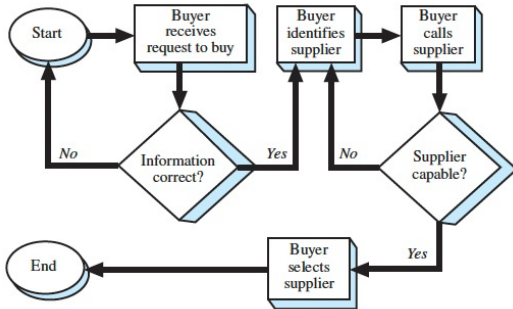 Start
Buyer
receives
request to buy
Buyer
identifies
supplier
Buyer
calls
supplier
No
Information
correct?
Yes
No
Supplier
capable?
Yes
Buyer
selects
supplier
End